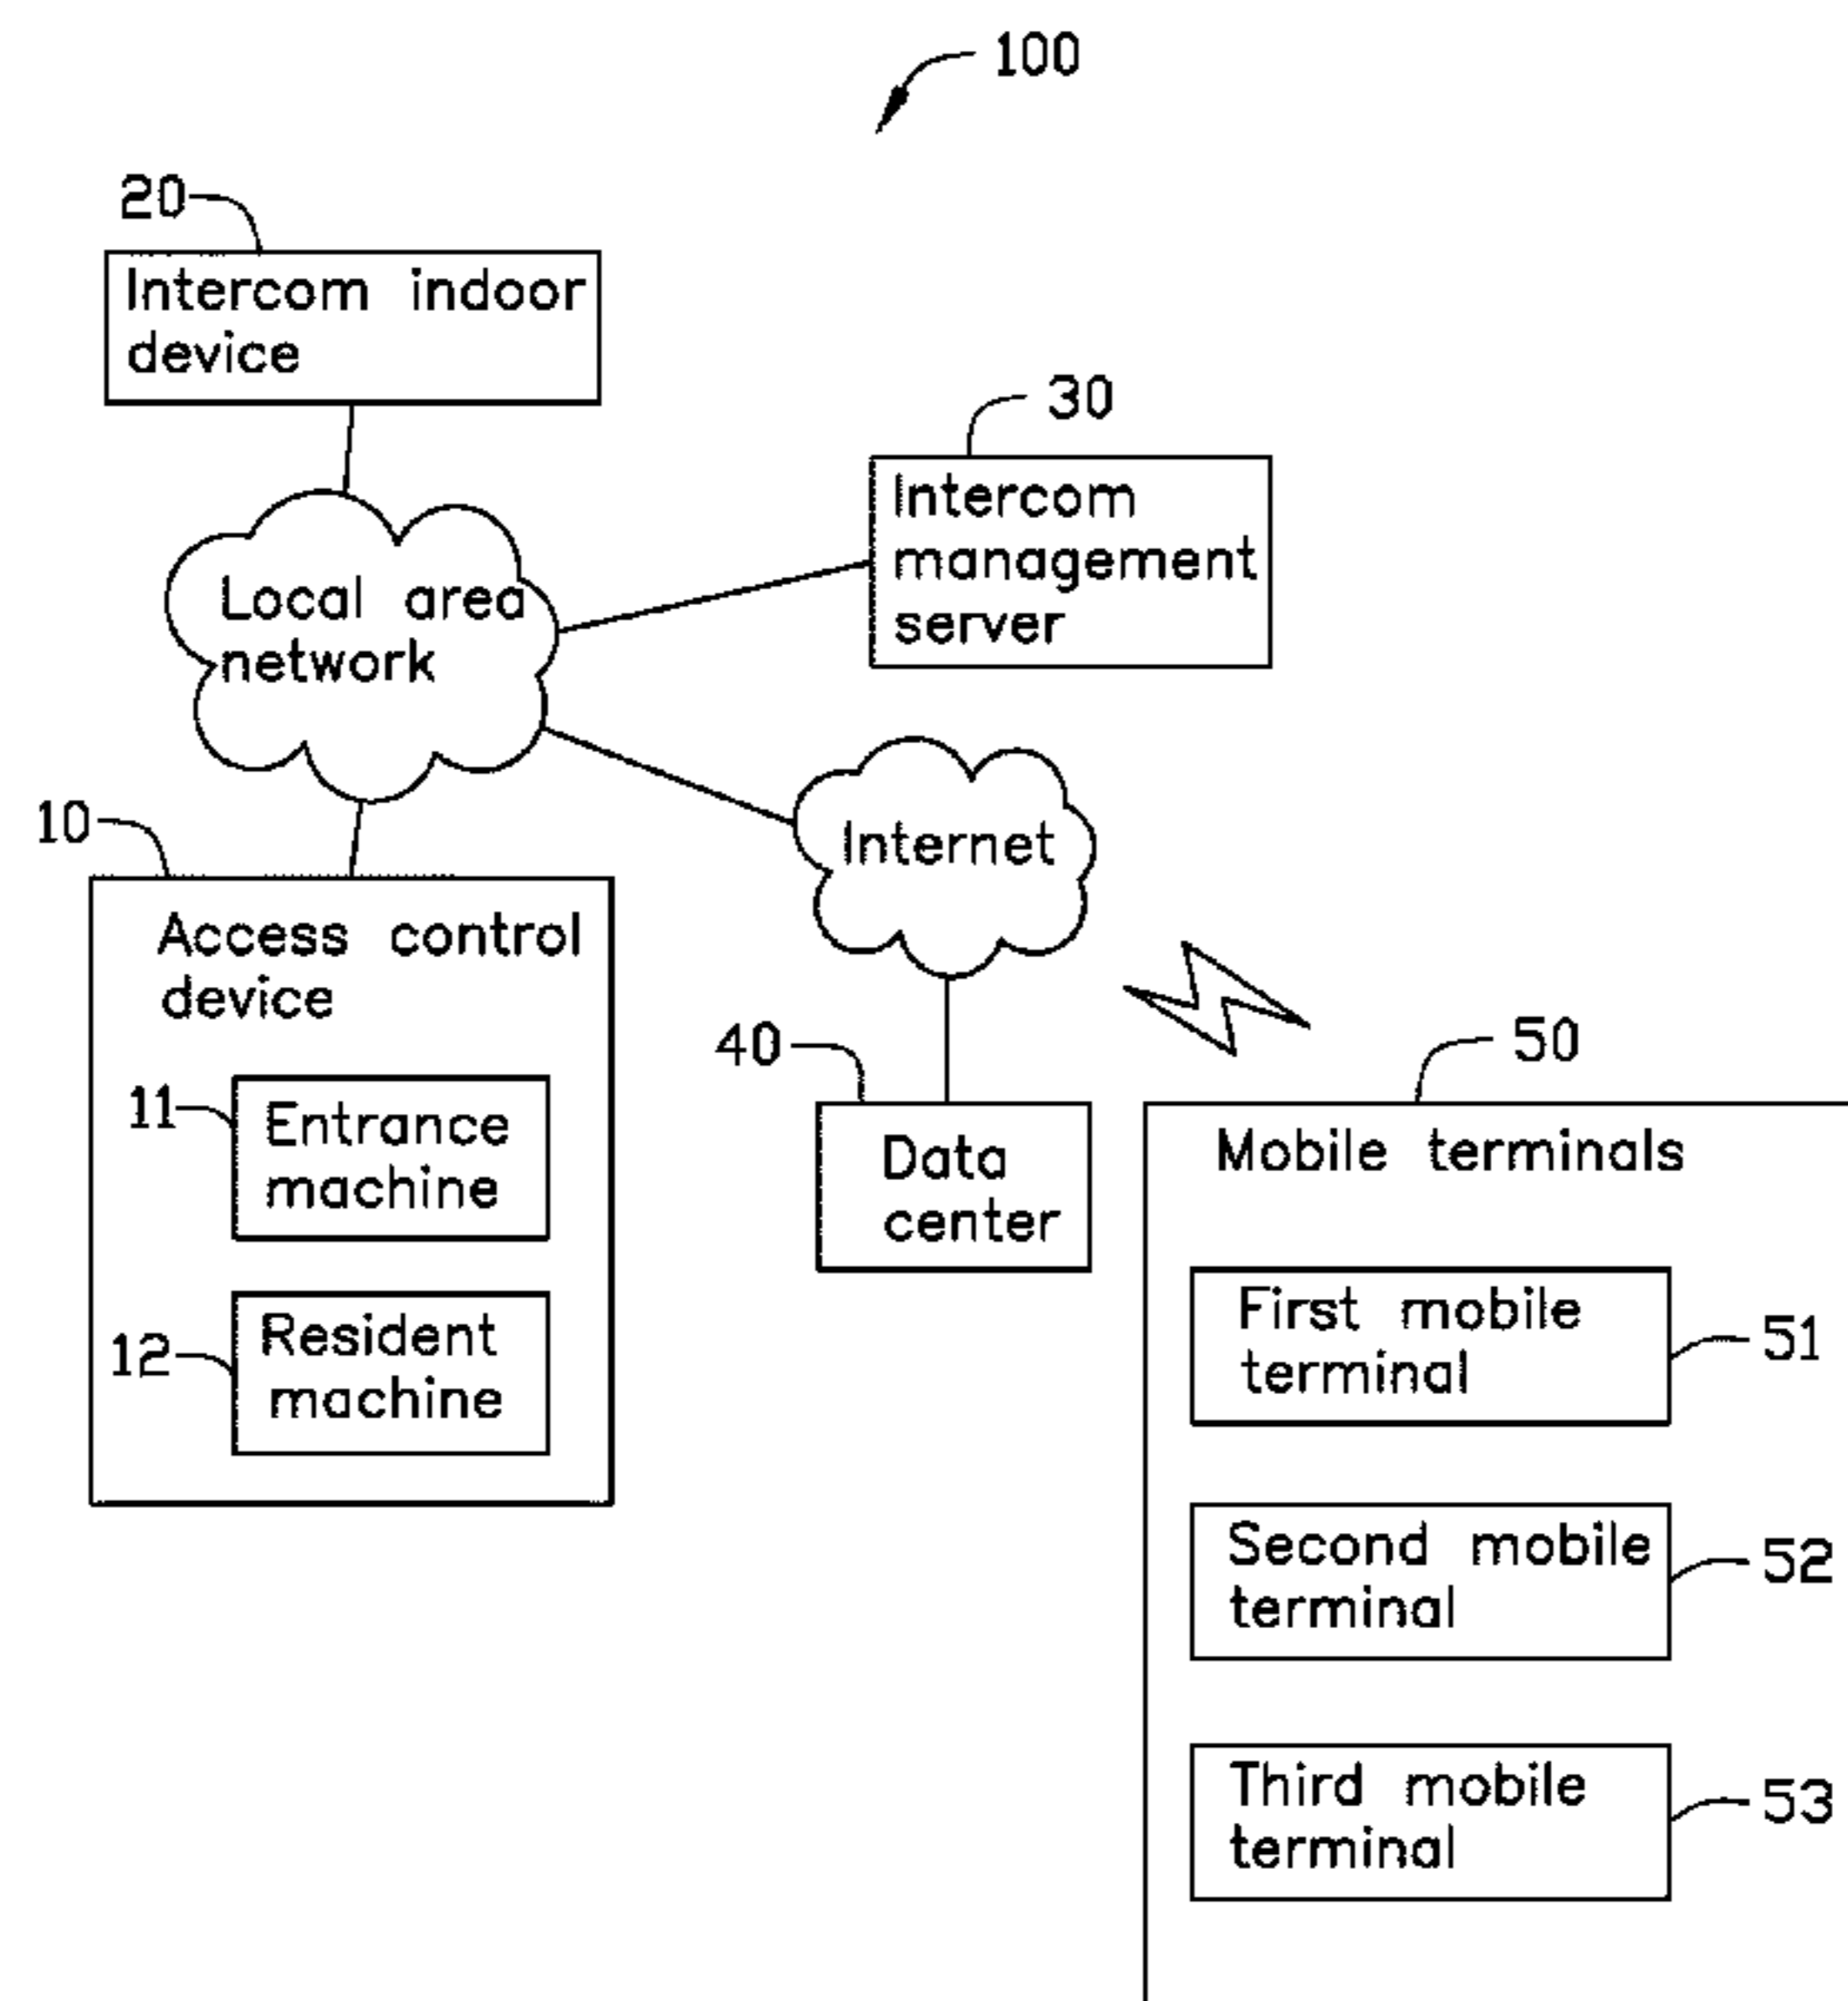 100
20
Intercom indoor
device
30
Intercom
management
server
Local area
network
Internet
10
Access control
device
11
Entrance
machine
12
Resident
machine
40
Data
center
50
Mobile terminals
First mobile
terminal
51
Second mobile
terminal
52
Third mobile
terminal
53